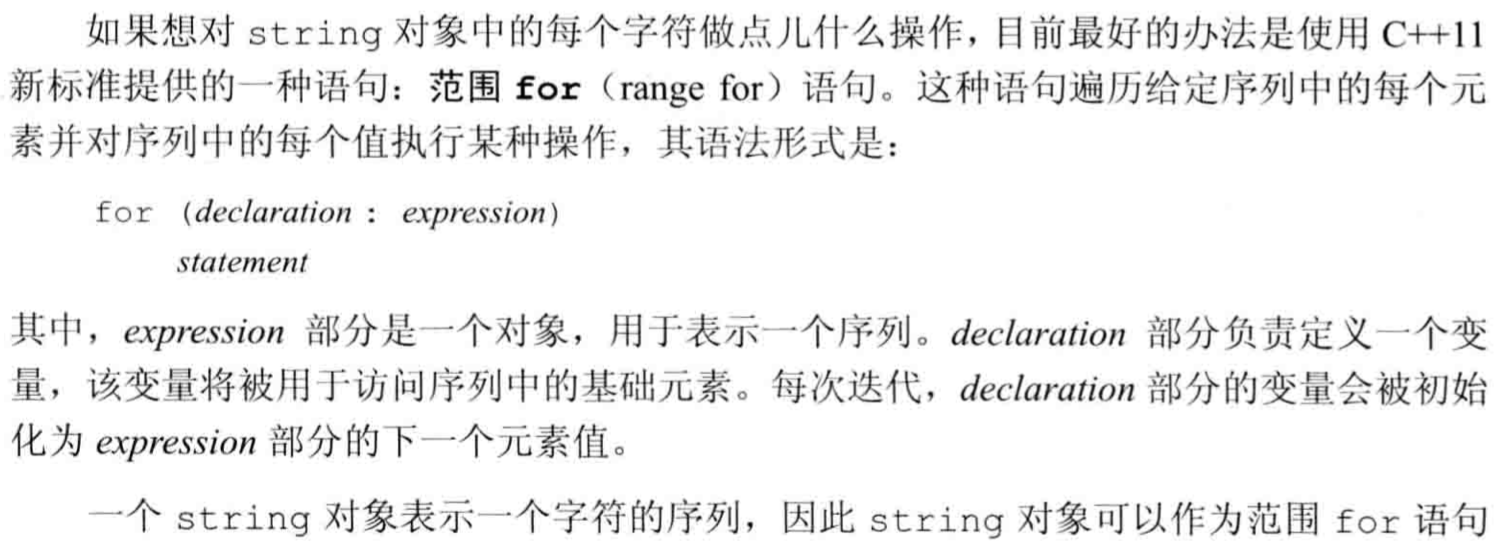 如果想对 string 对象中的每个字符做点儿什么操作，目前最好的办法是使用 C++11
新标准提供的一种语句：范围 for（range for）语句。这种语句遍历给定序列中的每个元
素并对序列中的每个值执行某种操作，其语法形式是：
for (declaration : expression)
statement
其中，expression 部分是一个对象，用于表示一个序列。declaration 部分负责定义一个变
量，该变量将被用于访问序列中的基础元素。每次迭代，declaration 部分的变量会被初始
化为 expression 部分的下一个元素值。
一个 string 对象表示一个字符的序列，因此 string 对象可以作为范围 for 语句